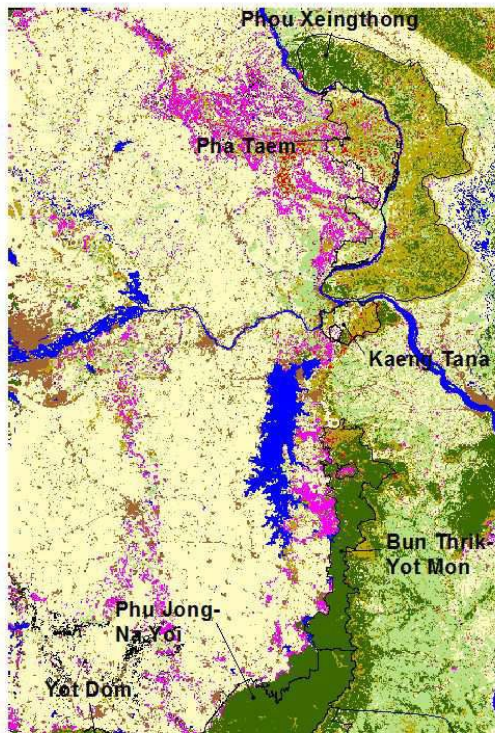 Phou Xeingthong
Pha Taem
Kaeng Tana
Bun Thrik-
Yot Mon
Phu Jong-
Na Yoi
Yot Dom